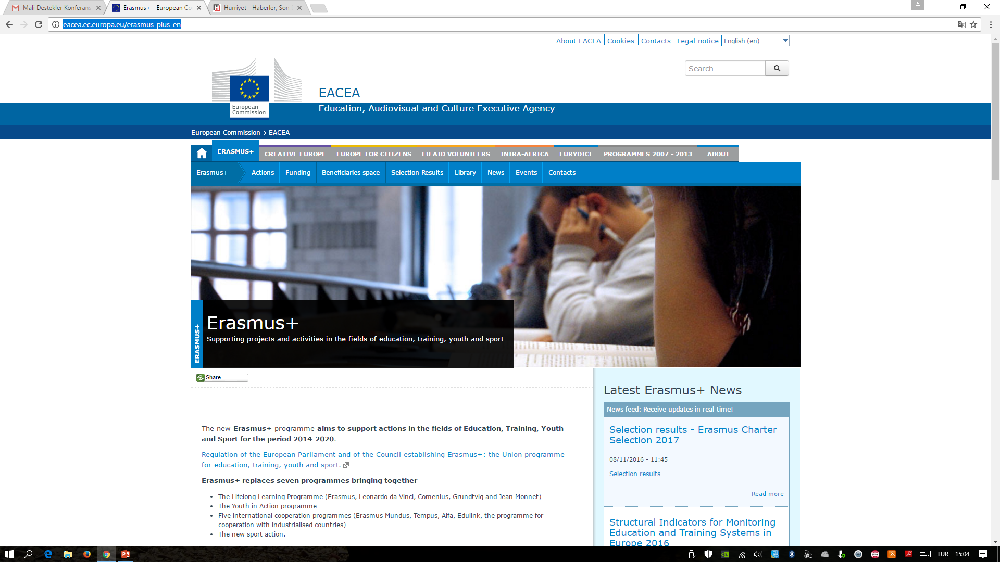 Mali Destekler Konferans
Erasmus+ - European Co
Hürriyet - Haberler, Son
eacea.ec.europa.eu/erasmus-plus_en
About EACEA
Cookies
Contacts
Legal notice
English (en)
Search
European
Commission
EACEA
Education, Audiovisual and Culture Executive Agency
European Commission > EACEA
ERASMUS+
CREATIVE EUROPE
EUROPE FOR CITIZENS
EU AID VOLUNTEERS
INTRA-AFRICA
EURYDICE
PROGRAMMES 2007 - 2013
ABOUT
Erasmus+
Actions
Funding
Beneficiaries space
Selection Results
Library
News
Events
Contacts
ERASMUS+
Erasmus+
Supporting projects and activities in the fields of education, training, youth and sport
Share
The new Erasmus+ programme aims to support actions in the fields of Education, Training, Youth
and Sport for the period 2014-2020.
Regulation of the European Parliament and of the Council establishing Erasmus+: the Union programme
for education, training, youth and sport.
Erasmus+ replaces seven programmes bringing together
• The Lifelong Learning Programme (Erasmus, Leonardo da Vinci, Comenius, Grundtvig and Jean Monnet)
• The Youth in Action programme
• Five international cooperation programmes (Erasmus Mundus, Tempus, Alfa, Edulink, the programme for
cooperation with industrialised countries)
• The new sport action.
Latest Erasmus+ News
News feed: Receive updates in real-time!
Selection results - Erasmus Charter
Selection 2017
08/11/2016 - 11:45
Selection results
Read more
Structural Indicators for Monitoring
Education and Training Systems in
Europe 2016
TUR
15:04